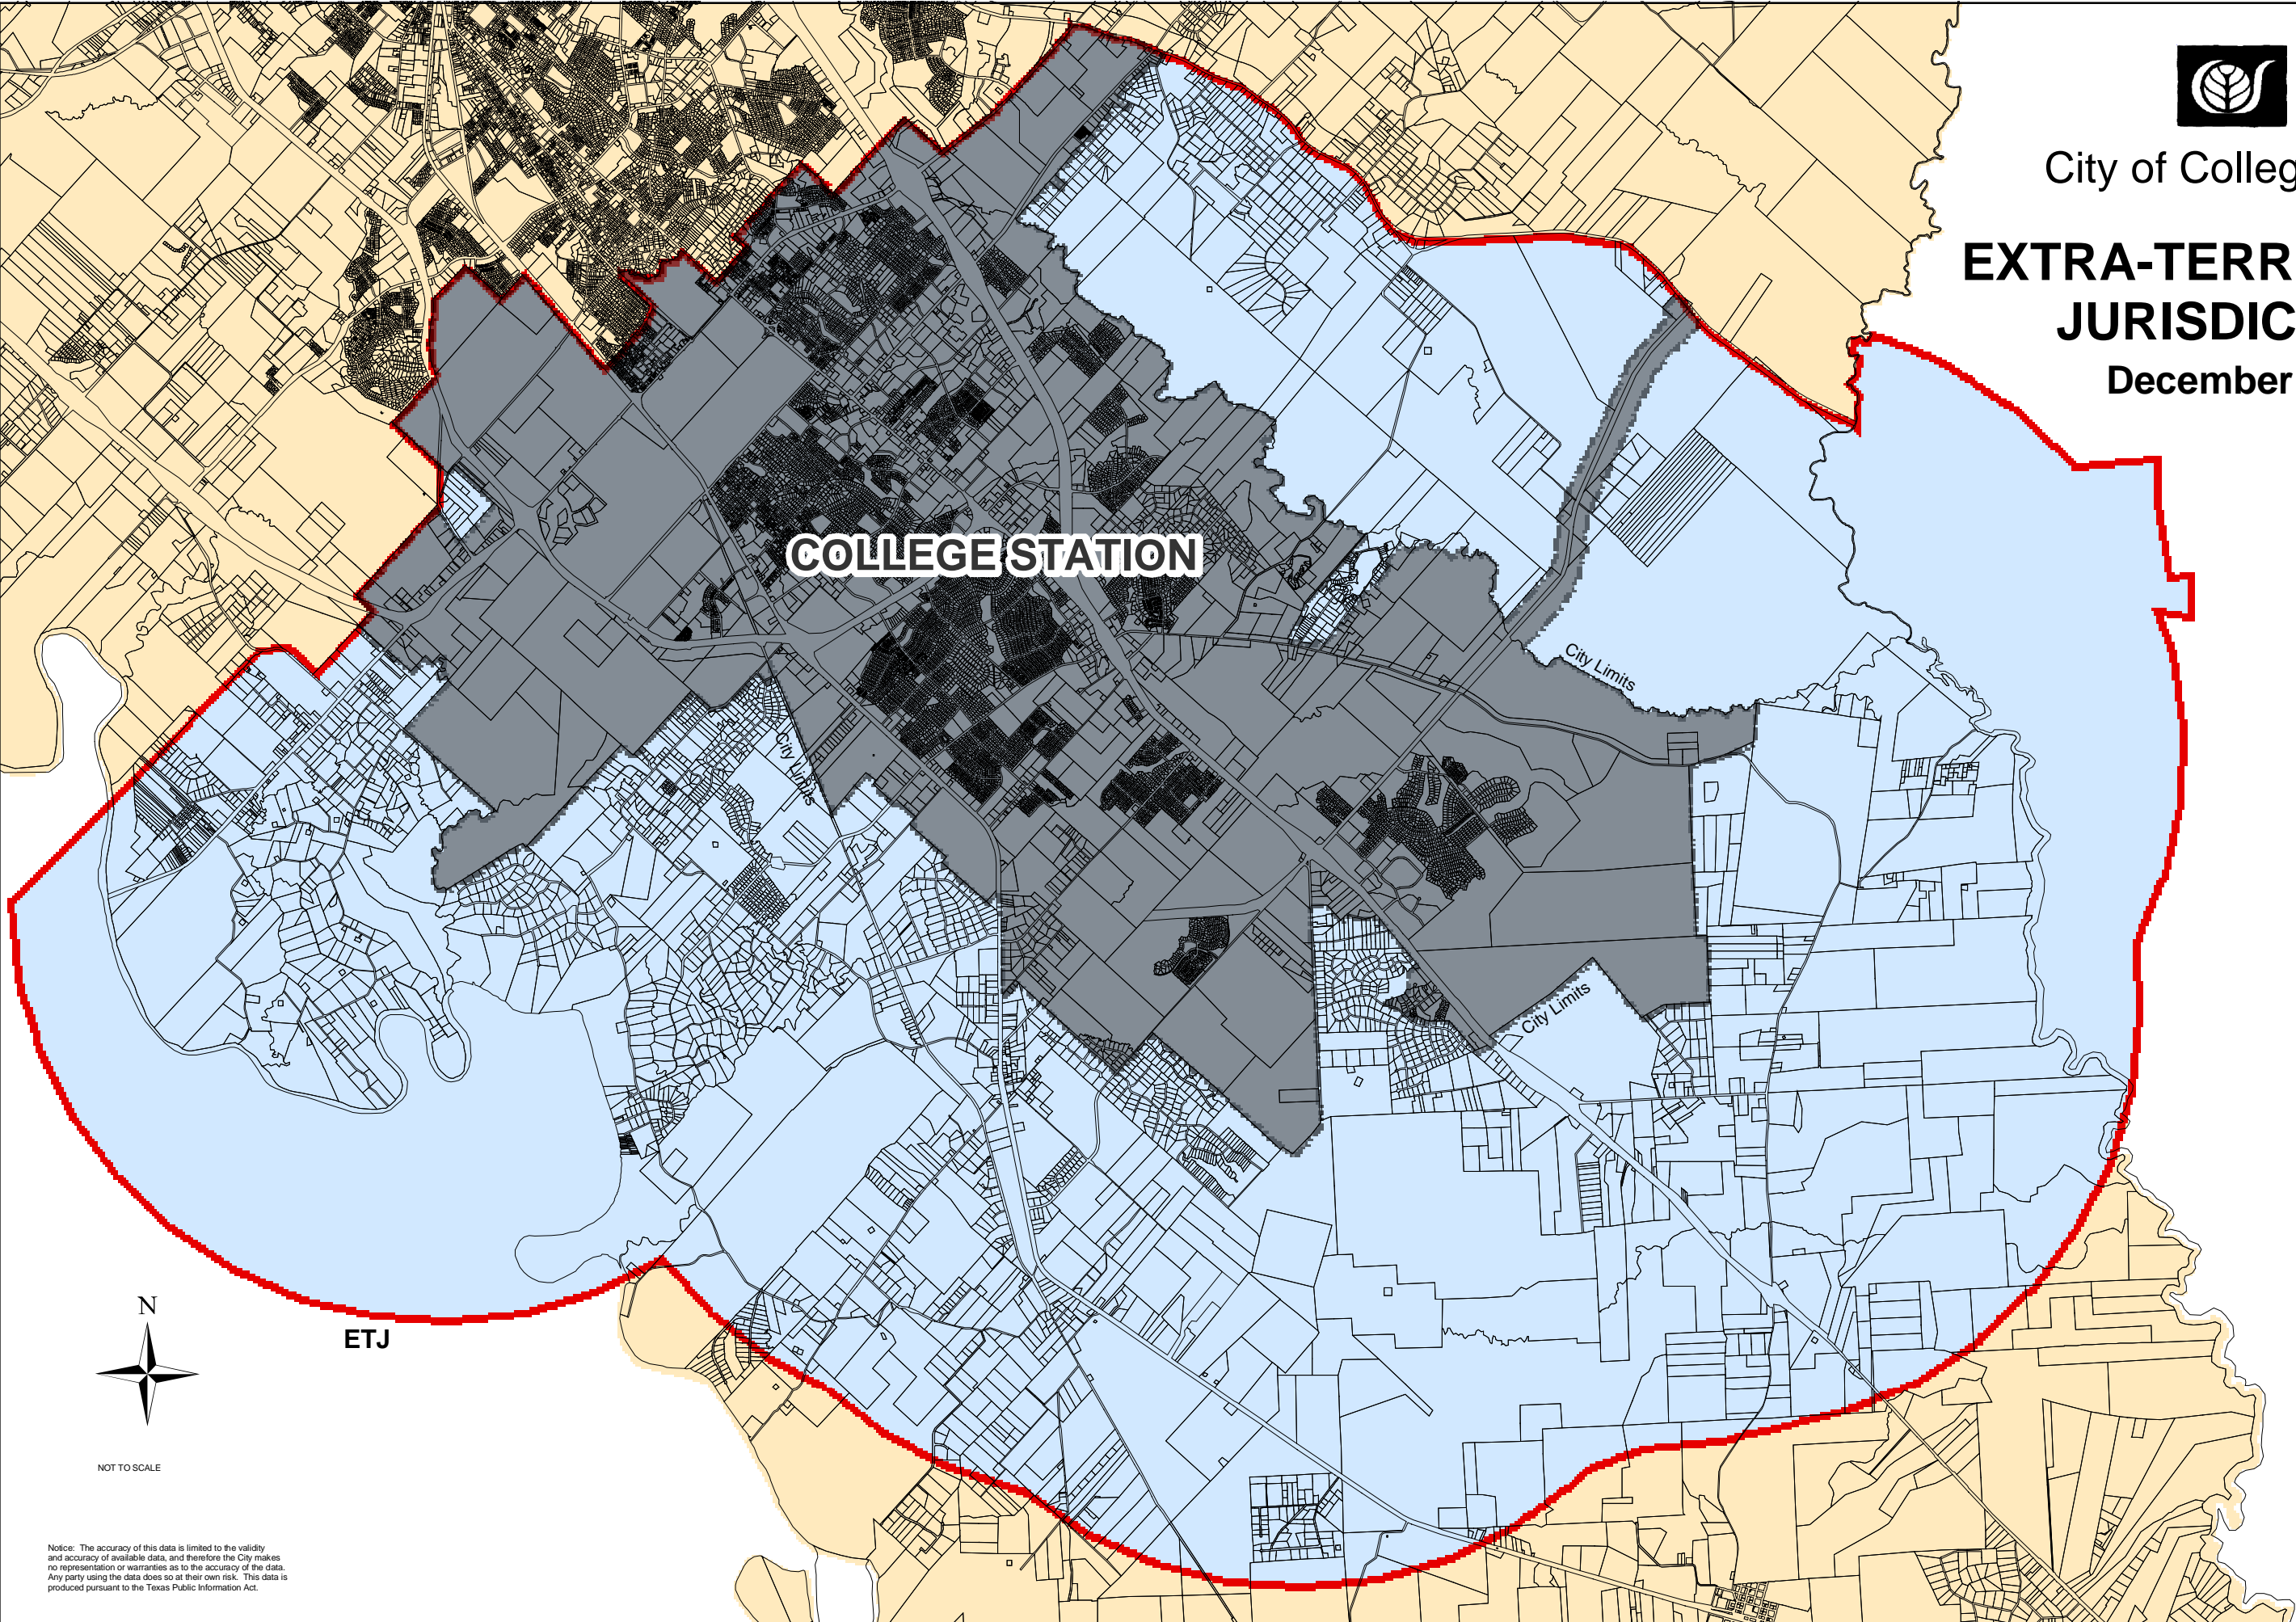 City of Colleg
EXTRA-TERR
JURISDIC
December
COLLEGE STATION
City Limits
City Limits
City Limits
N
ETJ
NOT TO SCALE
Notice: The accuracy of this data is limited to the validity
and accuracy of available data, and therefore the City makes
no representation or warranties as to the accuracy of the data.
Any party using the data does so at their own risk. This data is
produced pursuant to the Texas Public Information Act.